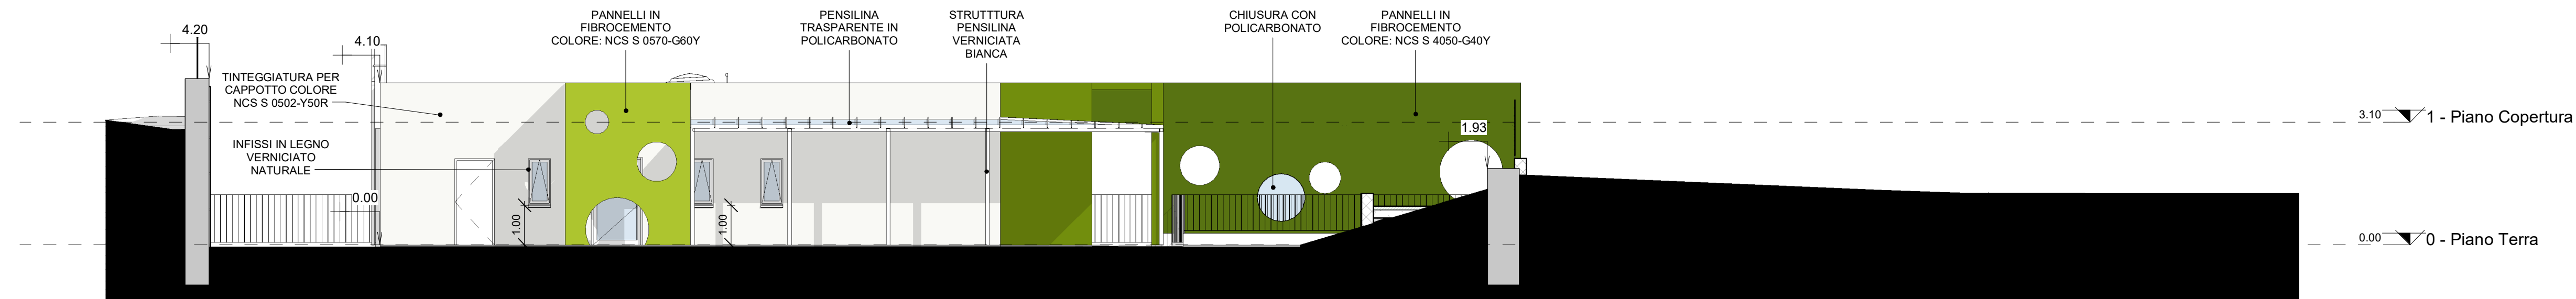 PANNELLI IN
FIBROCEMENTO
COLORE: NCS S 0570-G60Y
PENSILINA
TRASPARENTE IN
POLICARBONATO
STRUTTTURA
PENSILINA
VERNICIATA
BIANCA
CHIUSURA CON
POLICARBONATO
PANNELLI IN
FIBROCEMENTO
COLORE: NCS S 4050-G40Y
4.20
4.10
TINTEGGIATURA PER
CAPPOTTO COLORE
NCS S 0502-Y50R
INFISSI IN LEGNO
VERNICIATO
NATURALE
0.00
1.00
1.00
1.93
3.10 1 - Piano Copertura
0.00 0 - Piano Terra